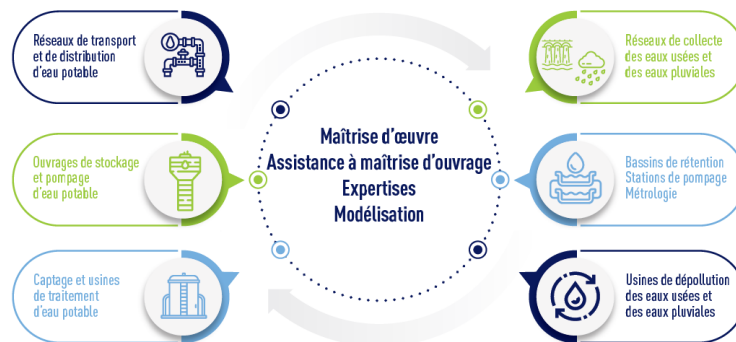 Réseaux de transport
et de distribution
d'eau potable
Ouvrages de stockage
et pompage
d'eau potable
Captage et usines
de traitement
d'eau potable
Maîtrise d'œuvre
Assistance à maîtrise d'ouvrage
Expertises
Modélisation
Réseaux de collecte
des eaux usées et
des eaux pluviales
Bassins de rétention
Stations de pompage
Métrologie
Usines de dépollution
des eaux usées et
des eaux pluviales